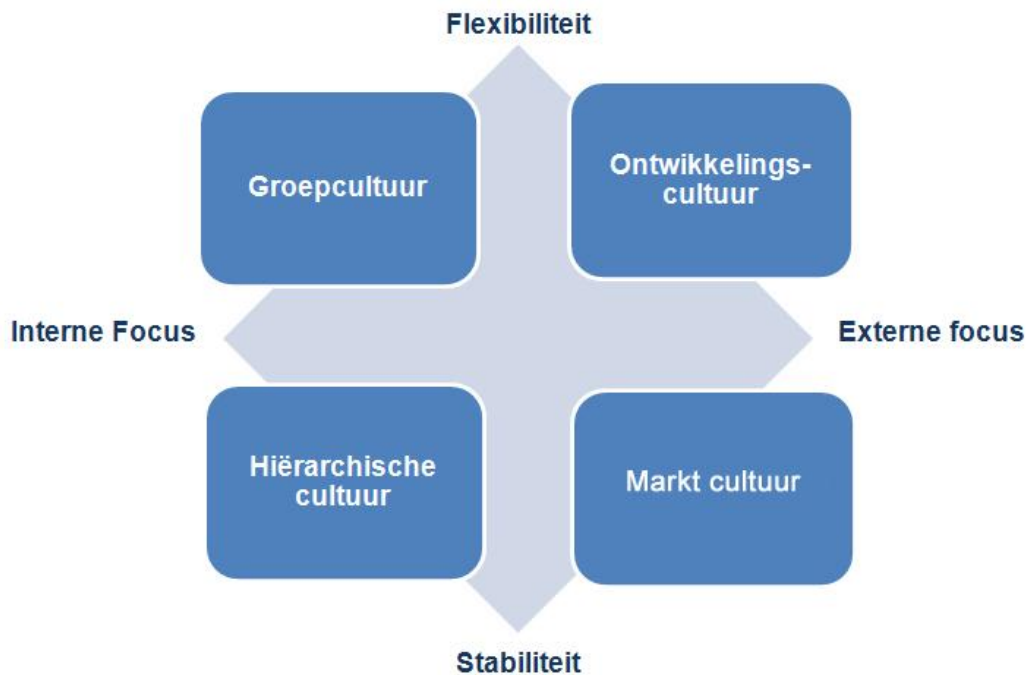 Flexibiliteit
Groepcultuur
Ontwikkelings-
cultuur
Interne Focus
Externe focus
Hiërarchische
cultuur
Markt cultuur
Stabiliteit